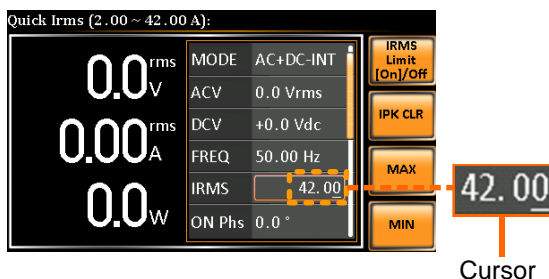 Quick Irms (2.00 ~ 42.00 A):
0.0 rms V
0.00 rms A
0.0 W
MODE AC+DC-INT
ACV 0.0 Vrms
DCV +0.0 Vdc
FREQ 50.00 Hz
IRMS 42.00
ON Phs 0.0 °
IRMS
Limit
[On]/Off
IPK CLR
MAX
MIN
42.00
Cursor